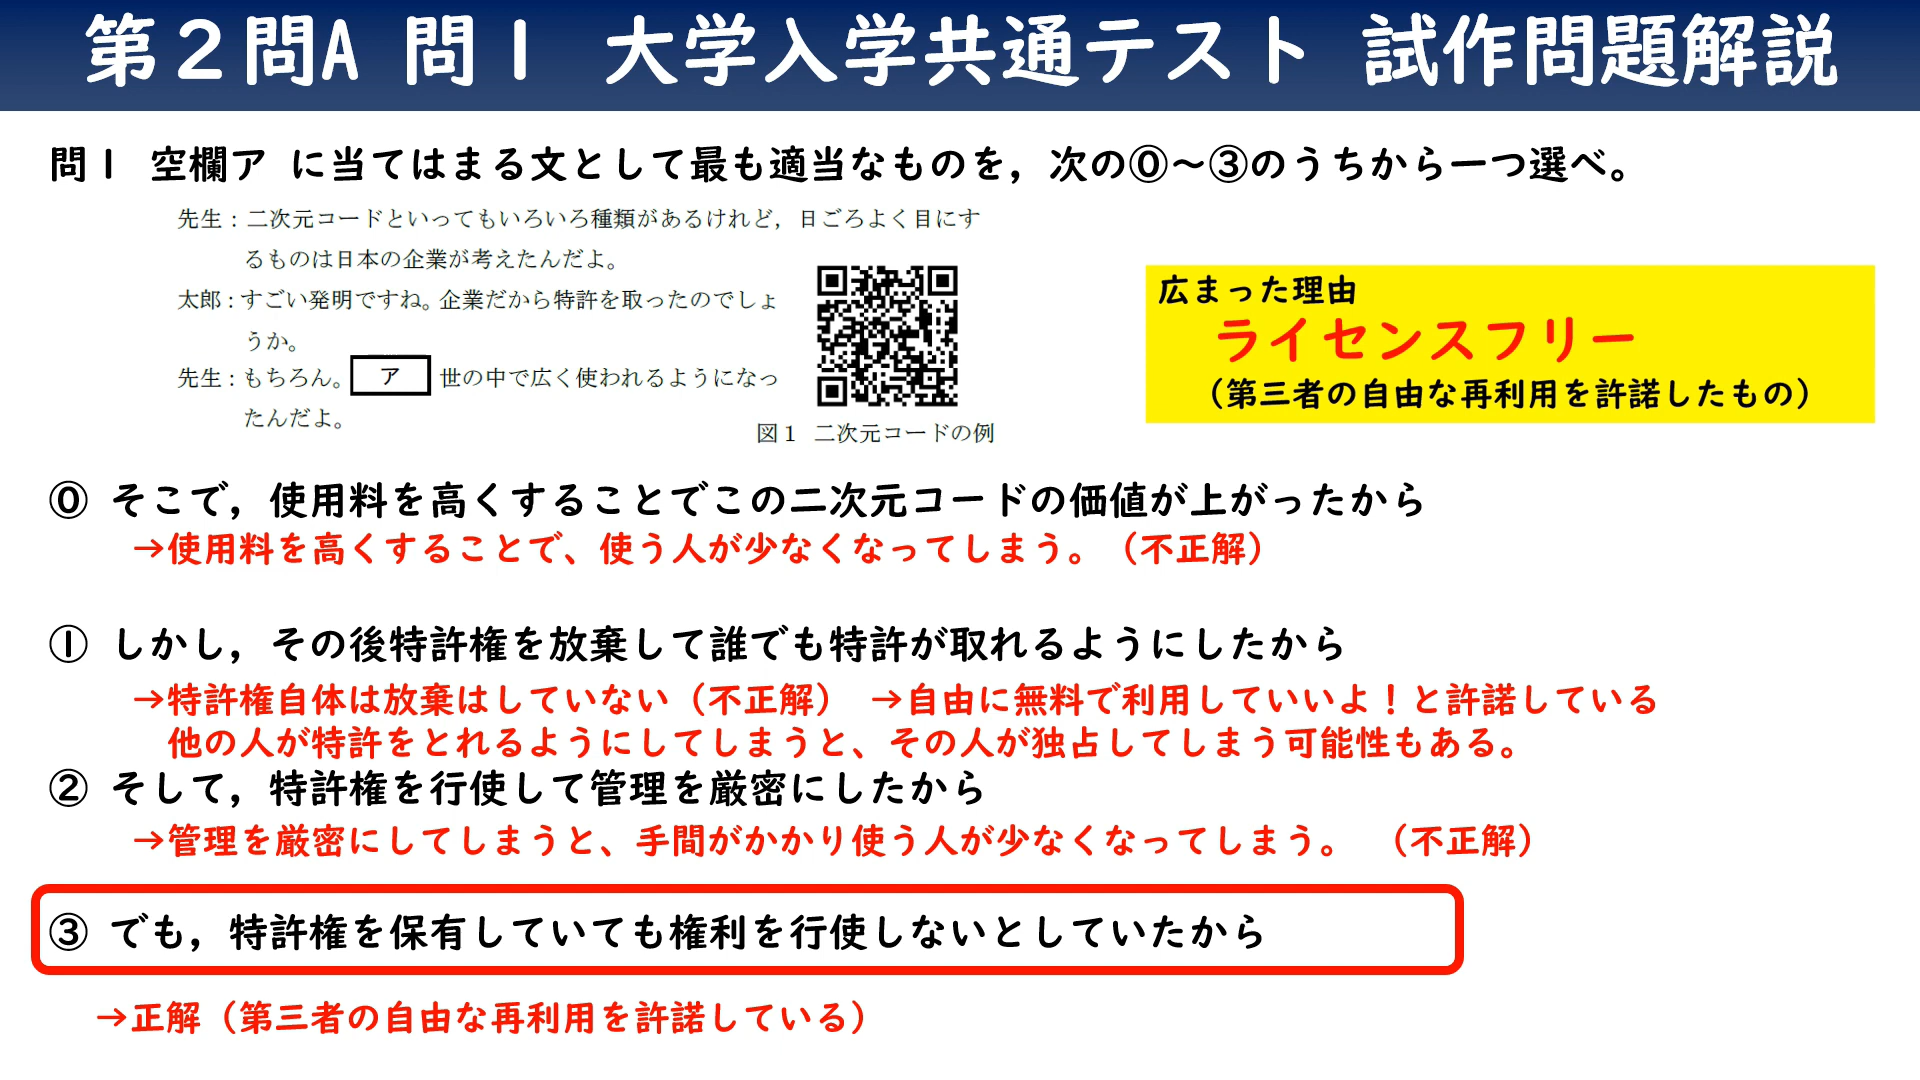 第２問A 問１ 大学入学共通テスト 試作問題解説
問１ 空欄ア に当てはまる文として最も適当なものを，次の⓪～③のうちから一つ選べ。
先生：二次元コードといってもいろいろ種類があるけれど，日ごろよく目にす
るものは日本の企業が考えたんだよ。
太郎：すごい発明ですね。企業だから特許を取ったのでしょ
うか。
先生：もちろん。 ア 世の中で広く使われるようになっ
たんだよ。
図１ 二次元コードの例
広まった理由
ライセンスフリー
（第三者の自由な再利用を許諾したもの）
⓪ そこで，使用料を高くすることでこの二次元コードの価値が上がったから
→使用料を高くすることで、使う人が少なくなってしまう。（不正解）
① しかし，その後特許権を放棄して誰でも特許が取れるようにしたから
→特許権自体は放棄はしていない（不正解） →自由に無料で利用していいよ！と許諾している
他の人が特許をとれるようにしてしまうと、その人が独占してしまう可能性もある。
② そして，特許権を行使して管理を厳密にしたから
→管理を厳密にしてしまうと、手間がかかり使う人が少なくなってしまう。 （不正解）
③ でも，特許権を保有していても権利を行使しないとしていたから
→正解（第三者の自由な再利用を許諾している）